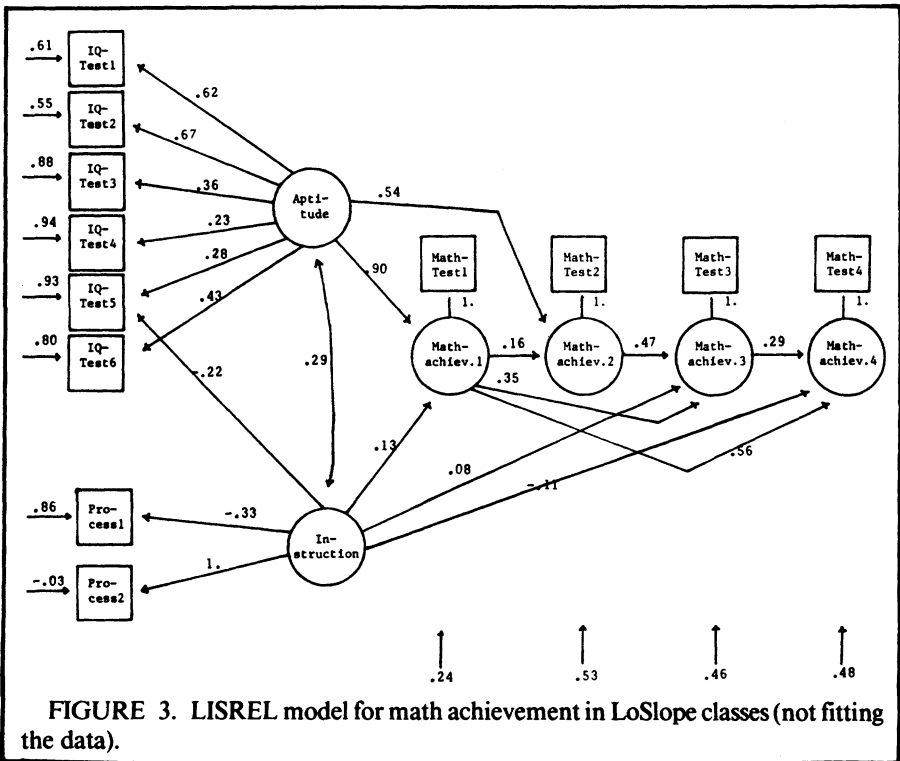 .61
IQ-
Test1
.55
IQ-
Test2
.88
IQ-
Test3
.94
IQ-
Test4
.93
IQ-
Test5
.80
IQ-
Test6
.62
.67
.36
.23
.28
.43
-.22
Apti-
tude
.54
.90
.29
Math-
Test1
Math-
Test2
Math-
Test3
Math-
Test4
1.
1.
1.
1.
Math-
achiev.1
.16
Math-
achiev.2
.47
Math-
achiev.3
.29
Math-
achiev.4
.35
.13
.08
-.11
.56
.86
Pro-
cess1
-.33
-.03
Pro-
cess2
1.
In-
struction
.24
.53
.46
.48
FIGURE 3. LISREL model for math achievement in LoSlope classes (not fitting
the data).